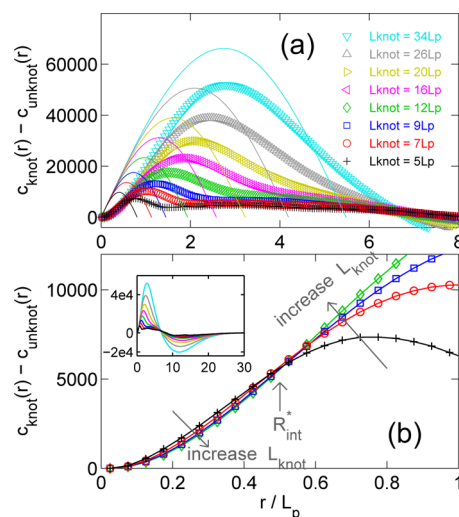 (a)
c_knot(r) − c_unknot(r)
60000
40000
20000
0
Lknot = 34Lp
Lknot = 26Lp
Lknot = 20Lp
Lknot = 16Lp
Lknot = 12Lp
Lknot = 9Lp
Lknot = 7Lp
Lknot = 5Lp
0 2 4 6 8
c_knot(r) − c_unknot(r)
10000
5000
0
4e4
0
−2e4
0 10 20 30
increase L_knot
R*_int
increase L_knot
(b)
0 0.2 0.4 0.6 0.8 1
r / L_p